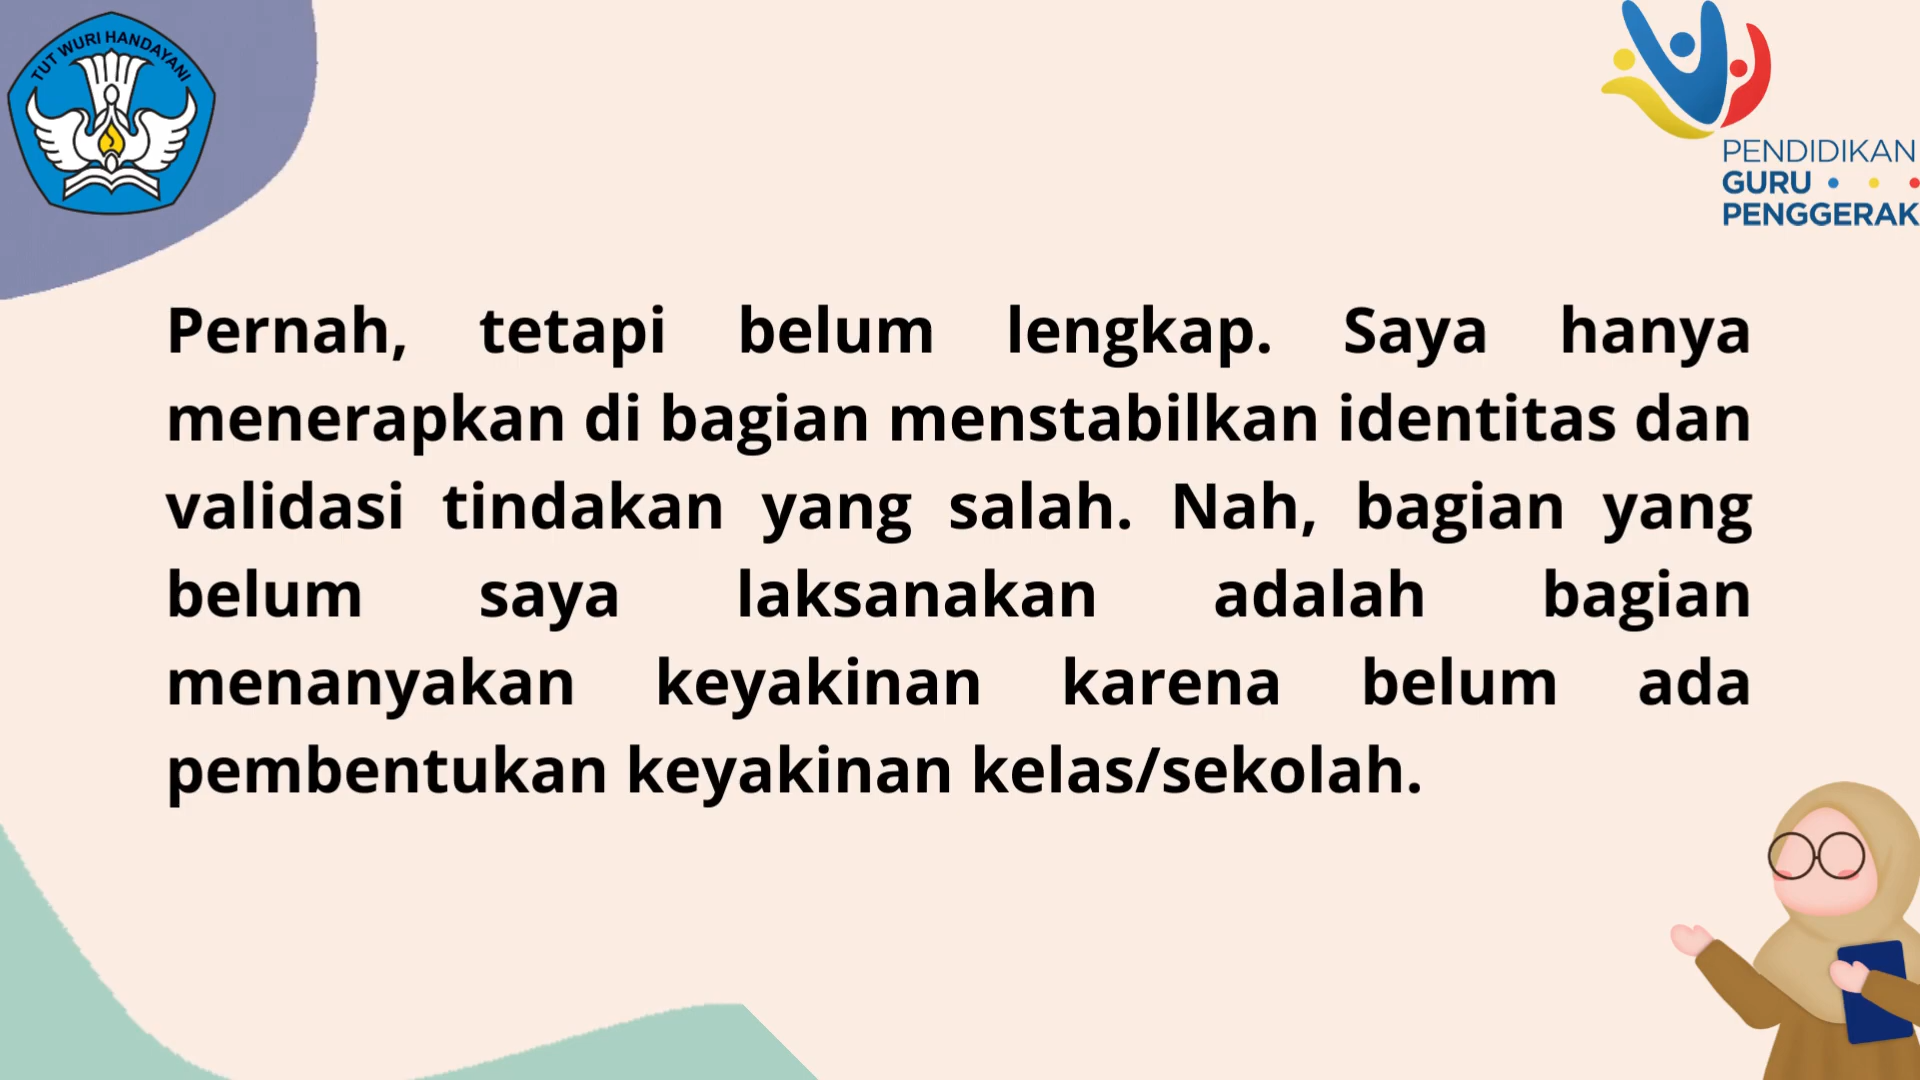 TUT WURI HANDAYANI
PENDIDIKAN
GURU
PENGGERAK
Pernah, tetapi belum lengkap. Saya hanya
menerapkan di bagian menstabilkan identitas dan
validasi tindakan yang salah. Nah, bagian yang
belum saya laksanakan adalah bagian
menanyakan keyakinan karena belum ada
pembentukan keyakinan kelas/sekolah.